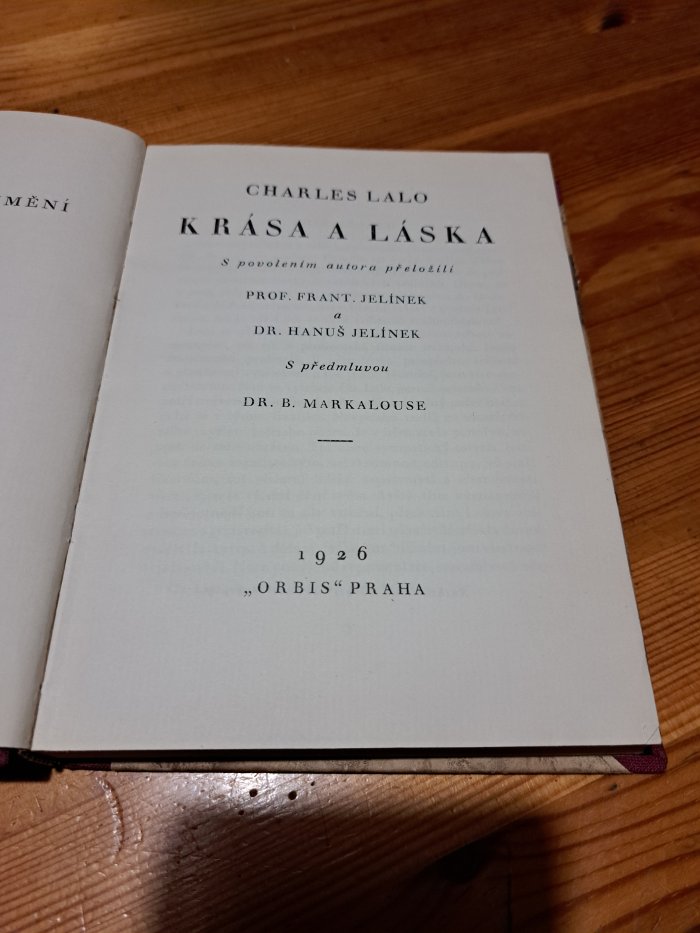 CHARLES LALO
KRÁSA A LÁSKA
S povolením autora přeložili
PROF. FRANT. JELÍNEK
a
DR. HANUŠ JELÍNEK
S předmluvou
DR. B. MARKALOUSE
1926
„ORBIS“ PRAHA